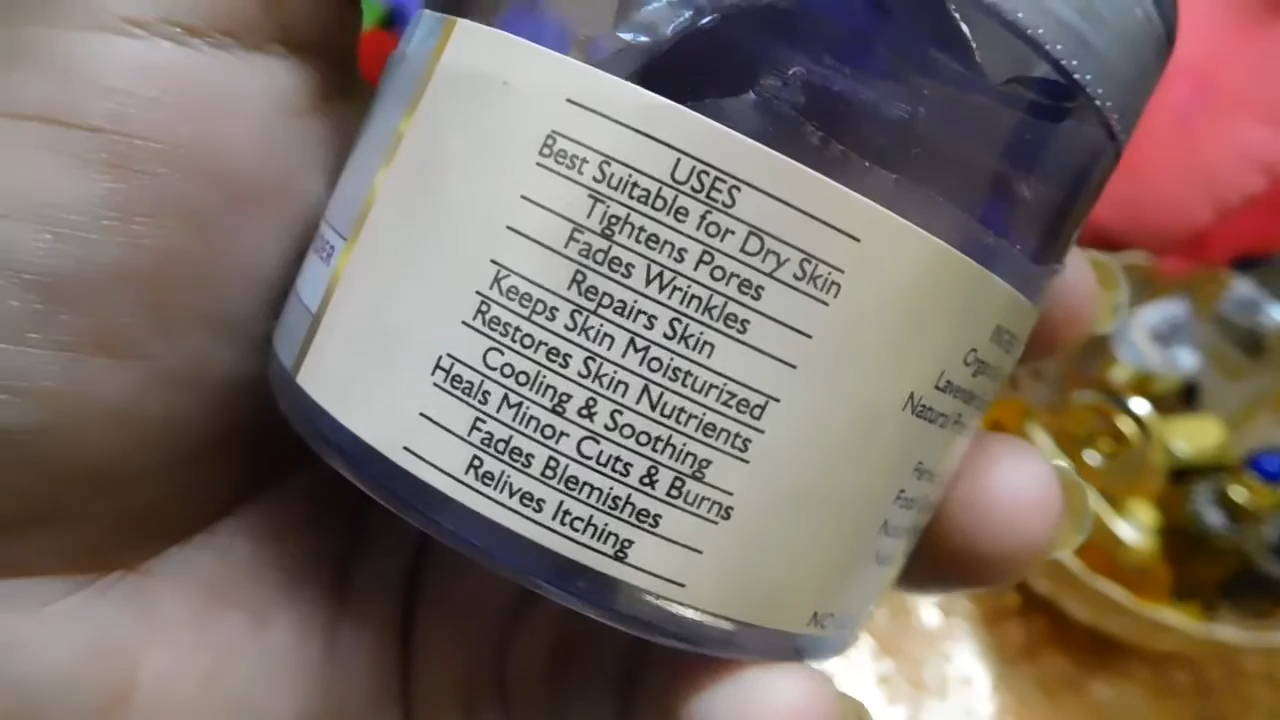 USES
Best Suitable for Dry Skin
Tightens Pores
Fades Wrinkles
Repairs Skin
Keeps Skin Moisturized
Restores Skin Nutrients
Cooling & Soothing
Heals Minor Cuts & Burns
Fades Blemishes
Relives Itching
Natural